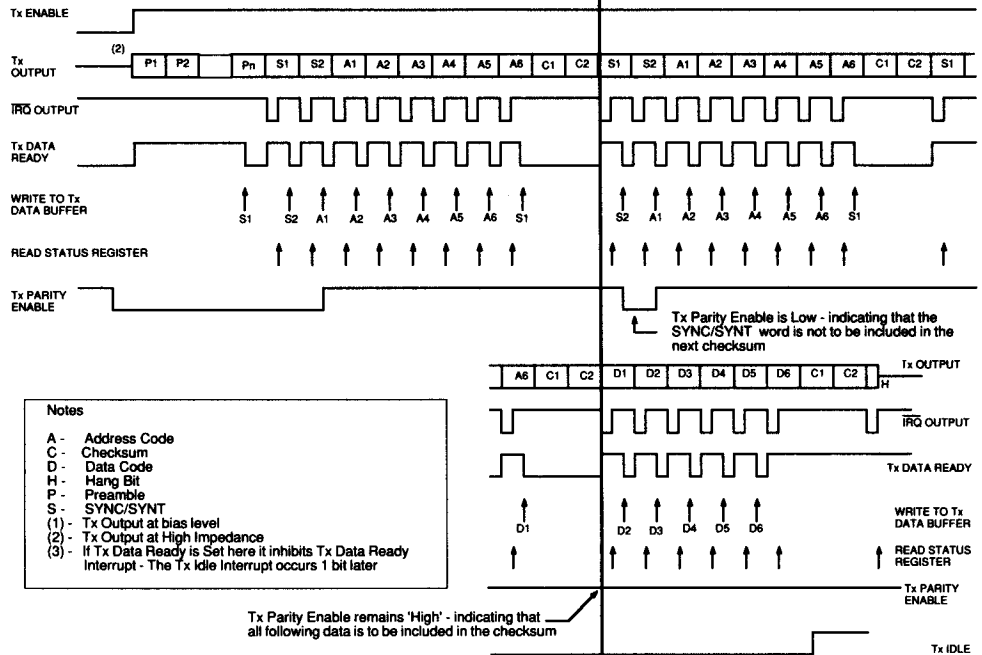 Tx ENABLE
(2)
Tx OUTPUT
P1 P2 Pn S1 S2 A1 A2 A3 A4 A5 A6 C1 C2 S1 S2 A1 A2 A3 A4 A5 A6 C1 C2 S1
IRQ OUTPUT
Tx DATA READY
WRITE TO Tx DATA BUFFER
S1 S2 A1 A2 A3 A4 A5 A6 S1 S2 A1 A2 A3 A4 A5 A6 S1
READ STATUS REGISTER
Tx PARITY ENABLE
Tx Parity Enable is Low - indicating that the
SYNC/SYNT word is not to be included in the
next checksum
A6 C1 C2 D1 D2 D3 D4 D5 D6 C1 C2
Tx OUTPUT
H
IRQ OUTPUT
Tx DATA READY
WRITE TO Tx
DATA BUFFER
D1 D2 D3 D4 D5 D6
READ STATUS
REGISTER
Tx PARITY
ENABLE
Tx IDLE
Notes
A - Address Code
C - Checksum
D - Data Code
H - Hang Bit
P - Preamble
S - SYNC/SYNT
(1) - Tx Output at bias level
(2) - Tx Output at High Impedance
(3) - If Tx Data Ready is Set here it inhibits Tx Data Ready
Interrupt - The Tx Idle Interrupt occurs 1 bit later
Tx Parity Enable remains 'High' - indicating that
all following data is to be included in the checksum